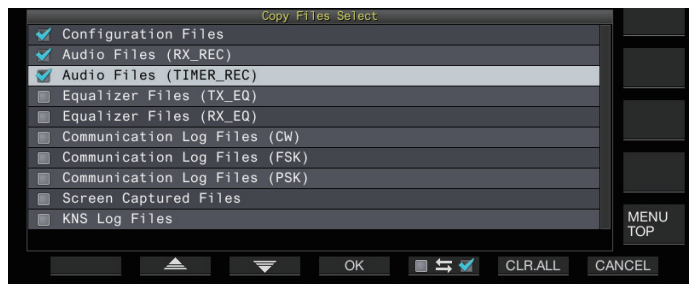 Copy Files Select
Configuration Files
Audio Files (RX_REC)
Audio Files (TIMER_REC)
Equalizer Files (TX_EQ)
Equalizer Files (RX_EQ)
Communication Log Files (CW)
Communication Log Files (FSK)
Communication Log Files (PSK)
Screen Captured Files
KNS Log Files
MENU
TOP
OK CLR.ALL CANCEL